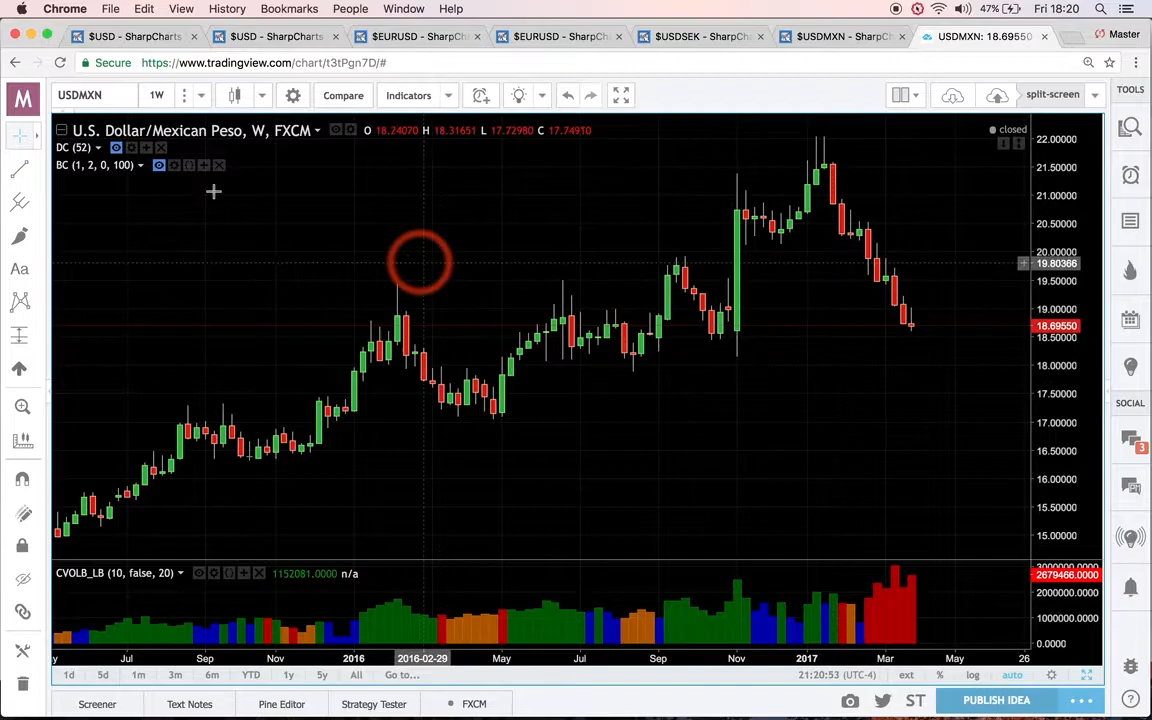 Chrome File Edit View History Bookmarks People Window Help 47% Fri 18:20
$USD - SharpCharts $USD - SharpCharts $EURUSD - SharpCh $EURUSD - SharpCh $USDSEK - SharpCha $USDMXN - SharpC USDMXN: 18.69550 Master
Secure https://www.tradingview.com/chart/t3tPgn7D/#
M USDMXN 1W Compare Indicators split-screen TOOLS
U.S. Dollar/Mexican Peso, W, FXCM O 18.24070 H 18.31651 L 17.72980 C 17.74910 closed
DC (52)
BC (1, 2, 0, 100)
22.00000
21.50000
21.00000
20.50000
20.00000
19.80366
19.50000
19.00000
18.69550
18.50000
18.00000
17.50000
17.00000
16.50000
16.00000
15.50000
15.00000
Aa
SOCIAL
3
CVOLB_LB (10, false, 20) 1152081.0000 n/a
3000000.0000
2679466.0000
2000000.0000
1000000.0000
0.0000
y Jul Sep Nov 2016 2016-02-29 May Jul Sep Nov 2017 Mar May 26
1d 5d 1m 3m 6m YTD 1y 5y All Go to... 21:20:53 (UTC-4) ext % log auto
Screener Text Notes Pine Editor Strategy Tester FXCM ST PUBLISH IDEA